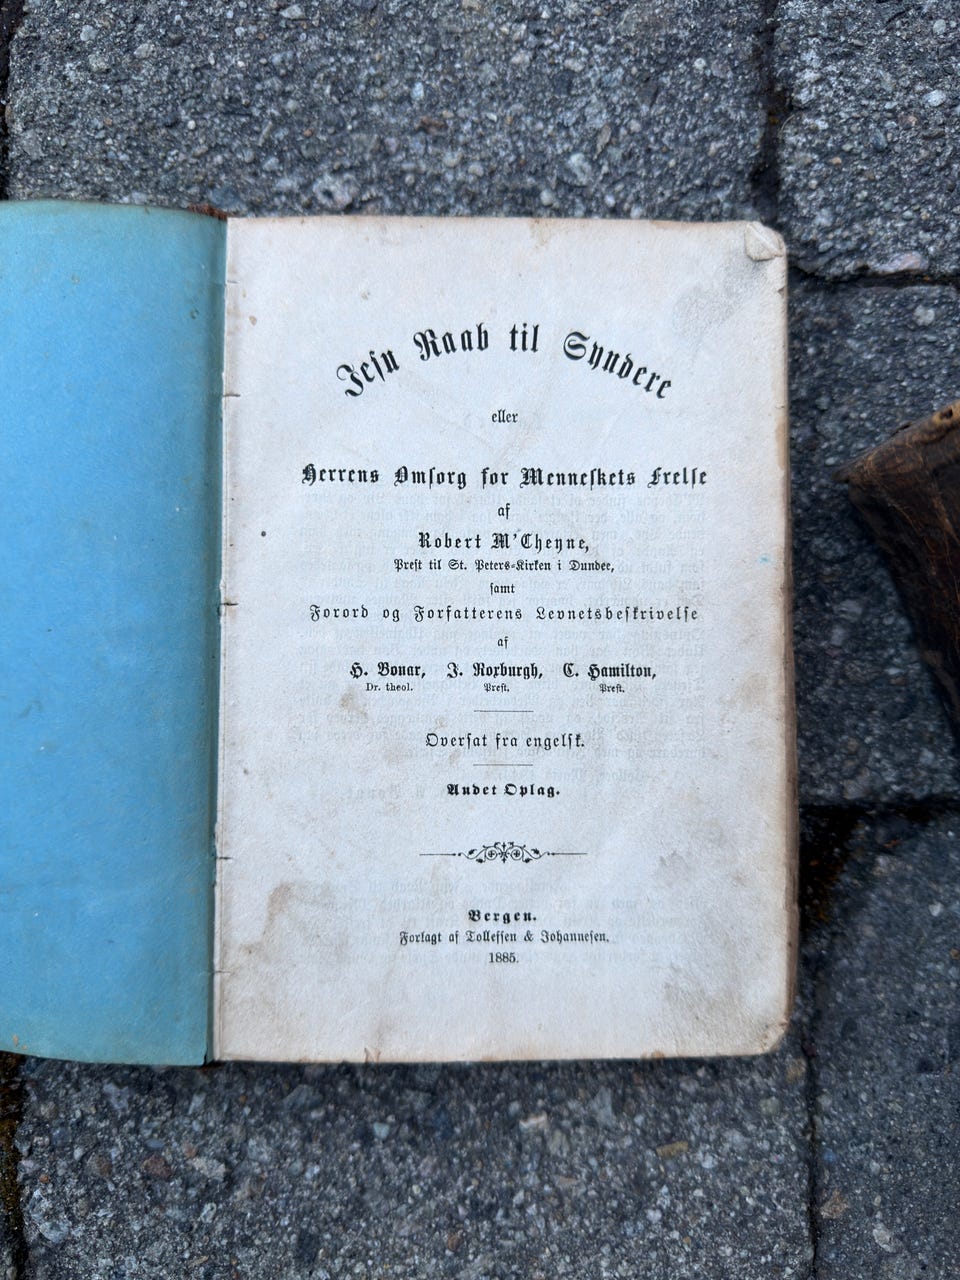 Jesu Raab til Syndere
eller
Herrens Omsorg for Menneskets Frelse
af
Robert M'Cheyne,
Prest til St. Peters-Kirken i Dundee,
samt
Forord og Forfatterens Levnetsbeskrivelse
af
H. Bonar, J. Roxburgh, C. Hamilton,
Dr. theol. Prest. Prest.
Oversat fra engelsk.
Andet Oplag.
Bergen.
Forlagt af Tollefsen & Johannesen.
1885.